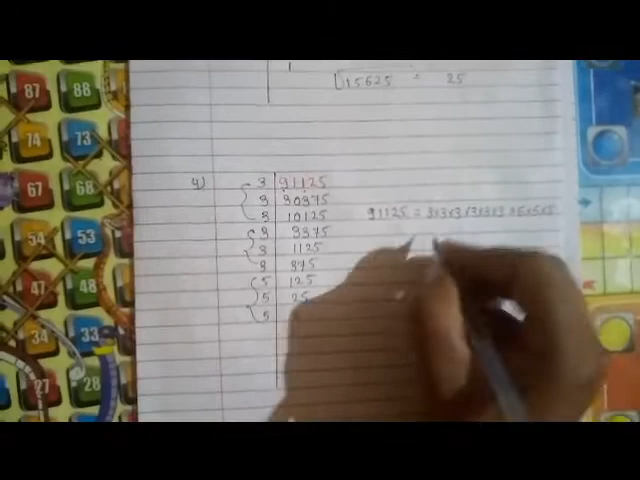 ∛15625 = 25
4)
3 | 91125
3 | 30375
3 | 10125
3 | 3375
3 | 1125
3 | 375
5 | 125
5 | 25
5
91125 = 3×3×3×3×3×3×5×5×5
87 88
74 73
67 68
54 53
47 48
34 33
27 28